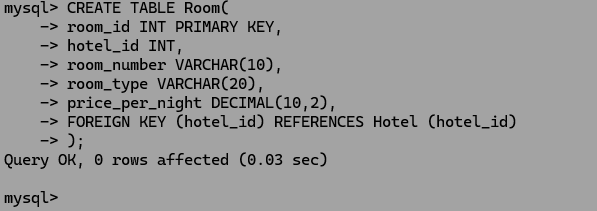 mysql> CREATE TABLE Room(
    -> room_id INT PRIMARY KEY,
    -> hotel_id INT,
    -> room_number VARCHAR(10),
    -> room_type VARCHAR(20),
    -> price_per_night DECIMAL(10,2),
    -> FOREIGN KEY (hotel_id) REFERENCES Hotel (hotel_id)
    -> );
Query OK, 0 rows affected (0.03 sec)
mysql>